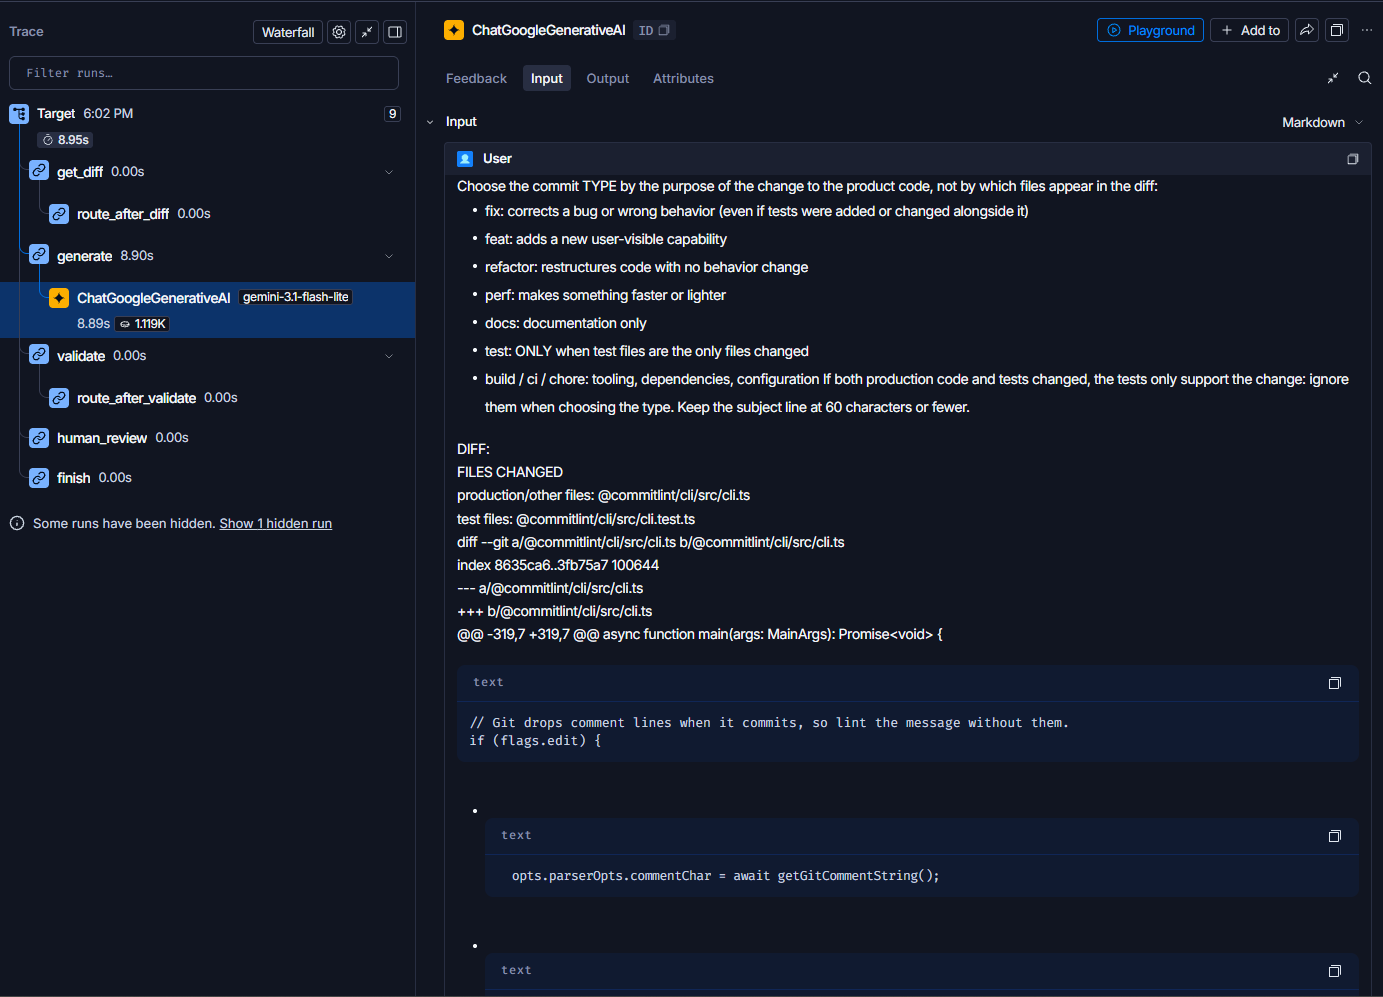 Trace
Waterfall
Filter runs…
Target 6:02 PM 9
8.95s
get_diff 0.00s
route_after_diff 0.00s
generate 8.90s
ChatGoogleGenerativeAI gemini-3.1-flash-lite
8.89s 1.119K
validate 0.00s
route_after_validate 0.00s
human_review 0.00s
finish 0.00s
Some runs have been hidden. Show 1 hidden run
ChatGoogleGenerativeAI ID
Playground
+ Add to
Feedback Input Output Attributes
Input
Markdown
User
Choose the commit TYPE by the purpose of the change to the product code, not by which files appear in the diff:
• fix: corrects a bug or wrong behavior (even if tests were added or changed alongside it)
• feat: adds a new user-visible capability
• refactor: restructures code with no behavior change
• perf: makes something faster or lighter
• docs: documentation only
• test: ONLY when test files are the only files changed
• build / ci / chore: tooling, dependencies, configuration If both production code and tests changed, the tests only support the change: ignore
them when choosing the type. Keep the subject line at 60 characters or fewer.
DIFF:
FILES CHANGED
production/other files: @commitlint/cli/src/cli.ts
test files: @commitlint/cli/src/cli.test.ts
diff --git a/@commitlint/cli/src/cli.ts b/@commitlint/cli/src/cli.ts
index 8635ca6..3fb75a7 100644
--- a/@commitlint/cli/src/cli.ts
+++ b/@commitlint/cli/src/cli.ts
@@ -319,7 +319,7 @@ async function main(args: MainArgs): Promise<void> {
text
// Git drops comment lines when it commits, so lint the message without them.
if (flags.edit) {
•
text
opts.parserOpts.commentChar = await getGitCommentString();
•
text